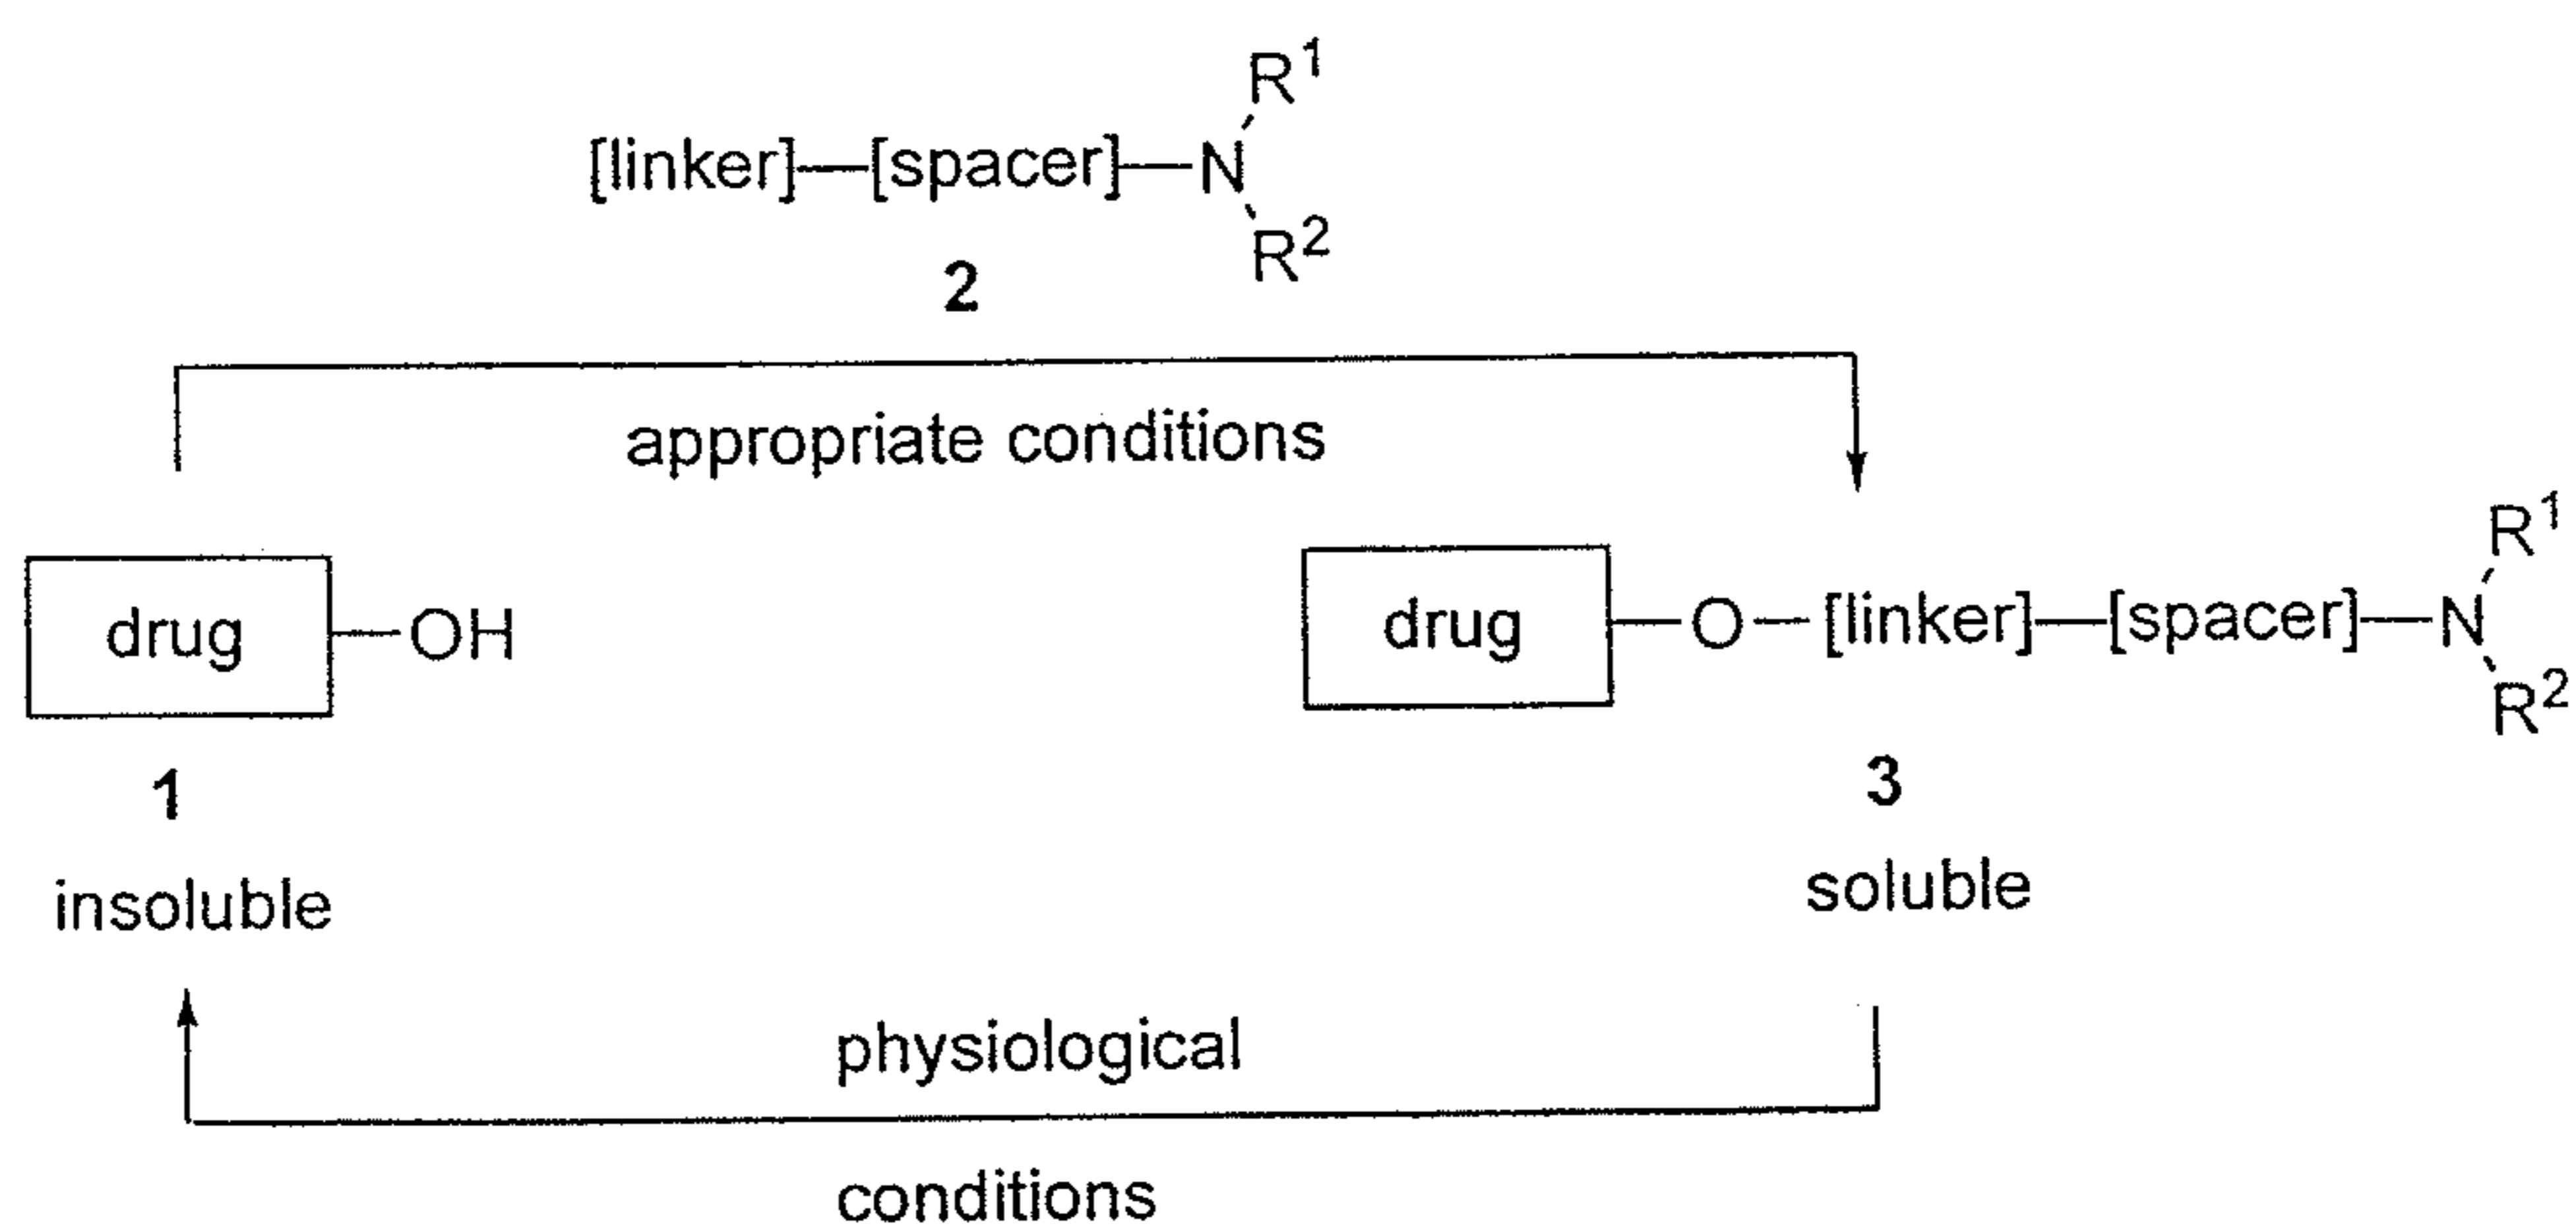 R¹
[linker]—[spacer]—N
R²
2
appropriate conditions
drug—OH
drug—O—[linker]—[spacer]—N
R¹
R²
1
3
insoluble
soluble
physiological
conditions